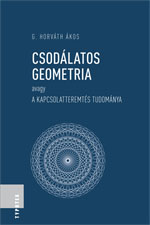 G. HORVÁTH ÁKOS
CSODÁLATOS
GEOMETRIA
avagy
A KAPCSOLATTEREMTÉS TUDOMÁNYA
TYPOTEX